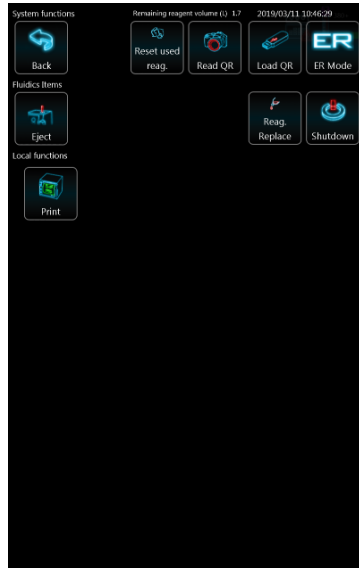 System functions
Remaining reagent volume (L) 1.7
2019/03/11 10:46:29
Back
Reset used
reag.
Read QR
Load QR
ER
ER Mode
Fluidics Items
Eject
Reag.
Replace
Shutdown
Local functions
Print